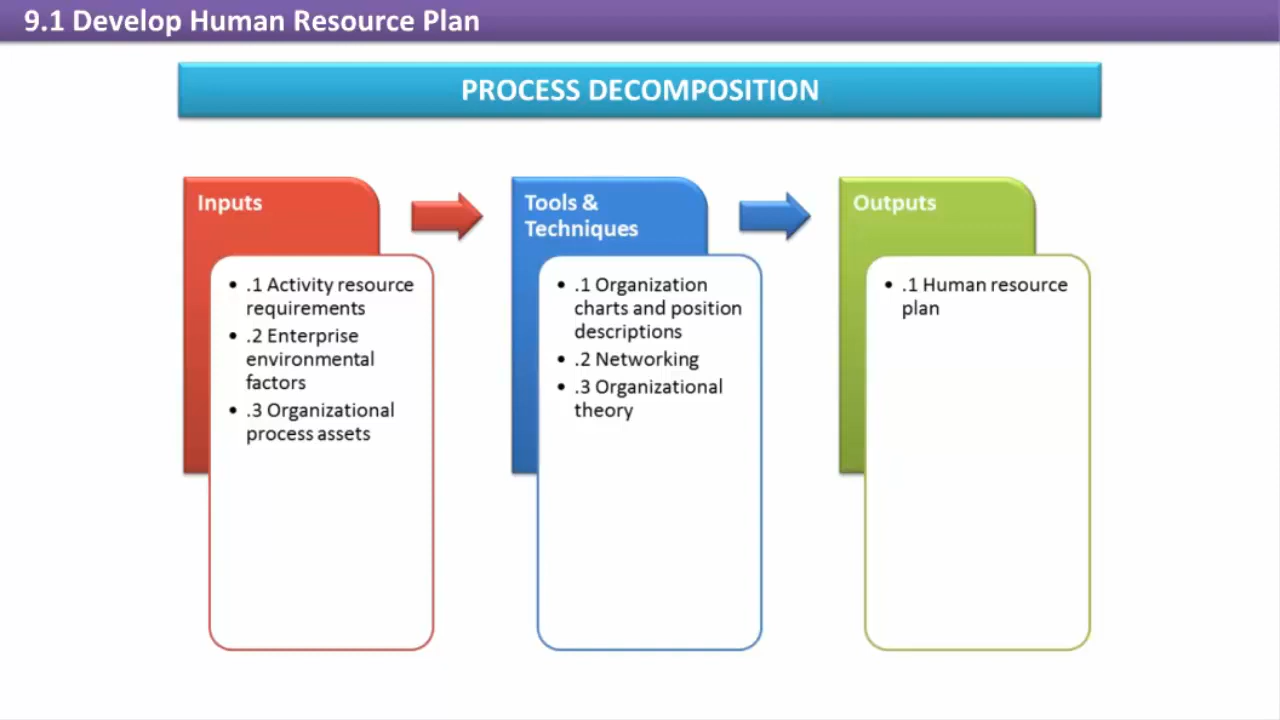 9.1 Develop Human Resource Plan
PROCESS DECOMPOSITION
Inputs
• .1 Activity resource
requirements
• .2 Enterprise
environmental
factors
• .3 Organizational
process assets
Tools &
Techniques
• .1 Organization
charts and position
descriptions
• .2 Networking
• .3 Organizational
theory
Outputs
• .1 Human resource
plan